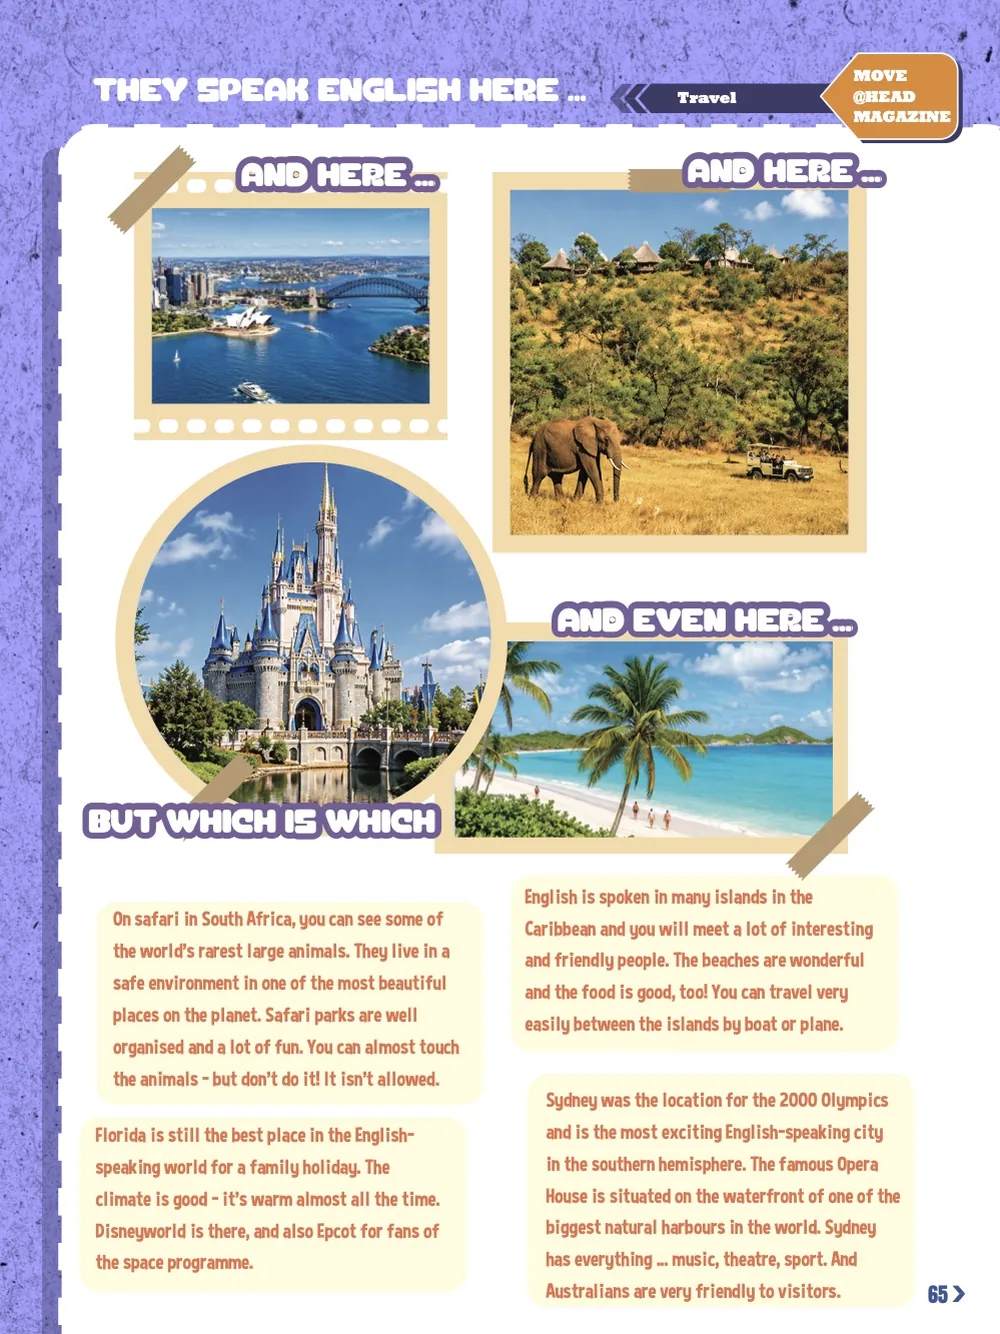 THEY SPEAK ENGLISH HERE ...
Travel
MOVE
@HEAD
MAGAZINE
AND HERE ...
AND HERE ...
AND EVEN HERE ...
BUT WHICH IS WHICH
On safari in South Africa, you can see some of
the world's rarest large animals. They live in a
safe environment in one of the most beautiful
places on the planet. Safari parks are well
organised and a lot of fun. You can almost touch
the animals - but don't do it! It isn't allowed.
Florida is still the best place in the English-
speaking world for a family holiday. The
climate is good - it's warm almost all the time.
Disneyworld is there, and also Epcot for fans of
the space programme.
English is spoken in many islands in the
Caribbean and you will meet a lot of interesting
and friendly people. The beaches are wonderful
and the food is good, too! You can travel very
easily between the islands by boat or plane.
Sydney was the location for the 2000 Olympics
and is the most exciting English-speaking city
in the southern hemisphere. The famous Opera
House is situated on the waterfront of one of the
biggest natural harbours in the world. Sydney
has everything ... music, theatre, sport. And
Australians are very friendly to visitors.
65